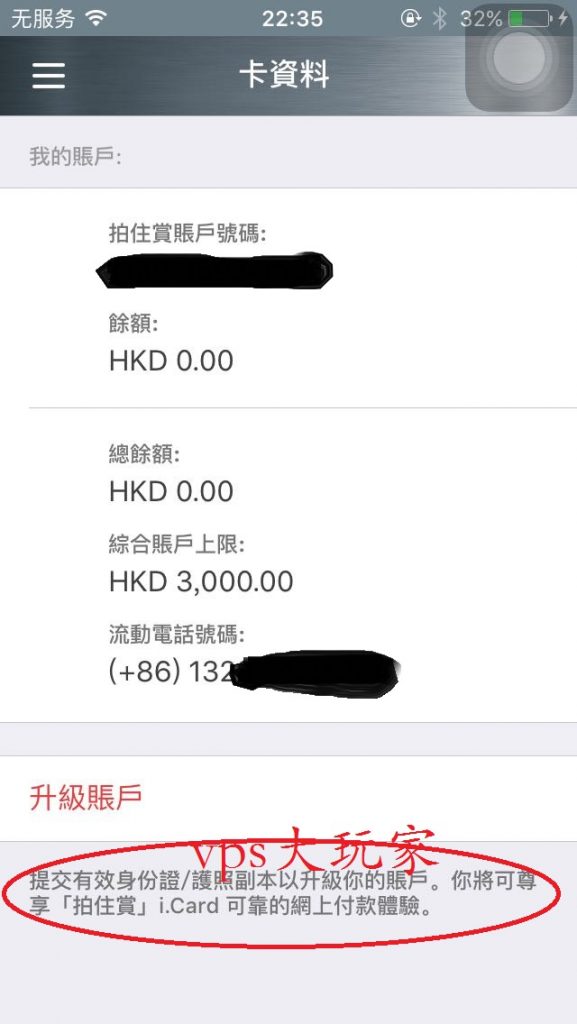 无服务 22:35 32%
卡資料
我的賬戶:
拍住賞賬戶號碼:
餘額:
HKD 0.00
總餘額:
HKD 0.00
綜合賬戶上限:
HKD 3,000.00
流動電話號碼:
(+86) 132
升級賬戶
vps大玩家
提交有效身份證/護照副本以升級你的賬戶。你將可尊
享「拍住賞」i.Card 可靠的網上付款體驗。